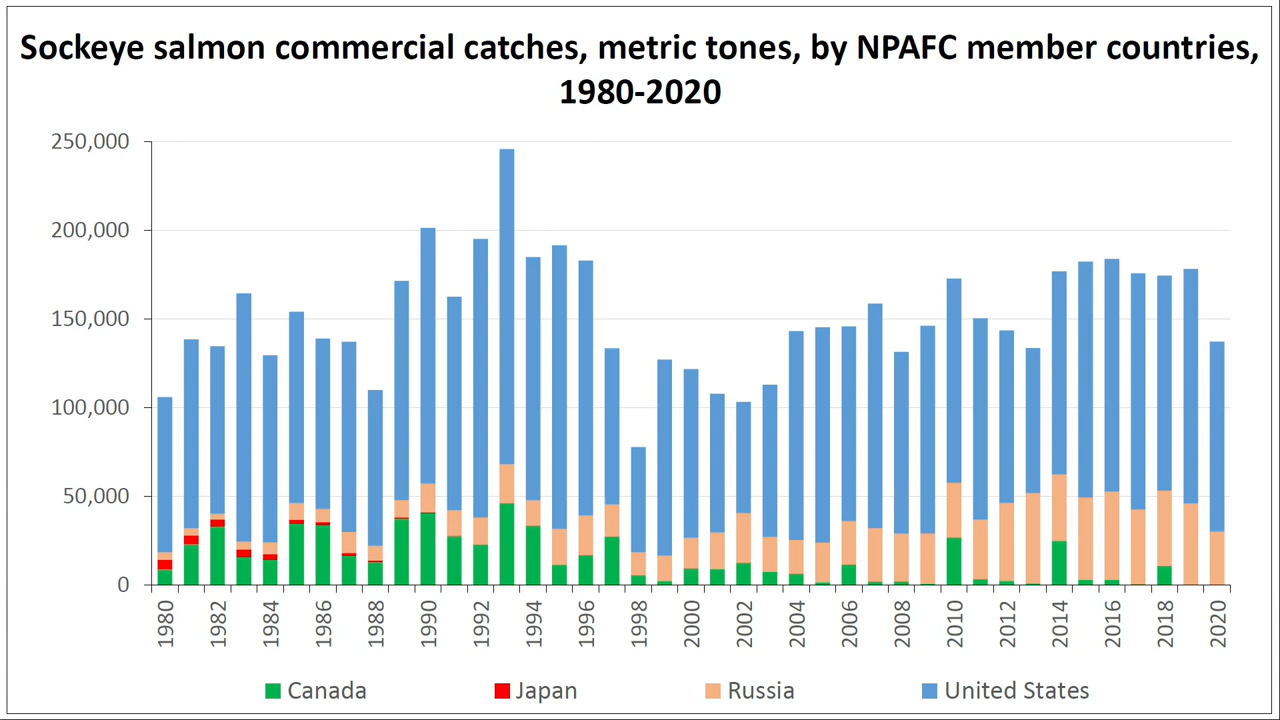 Sockeye salmon commercial catches, metric tones, by NPAFC member countries,
1980-2020
250,000
200,000
150,000
100,000
50,000
0
1980 1982 1984 1986 1988 1990 1992 1994 1996 1998 2000 2002 2004 2006 2008 2010 2012 2014 2016 2018 2020
Canada Japan Russia United States